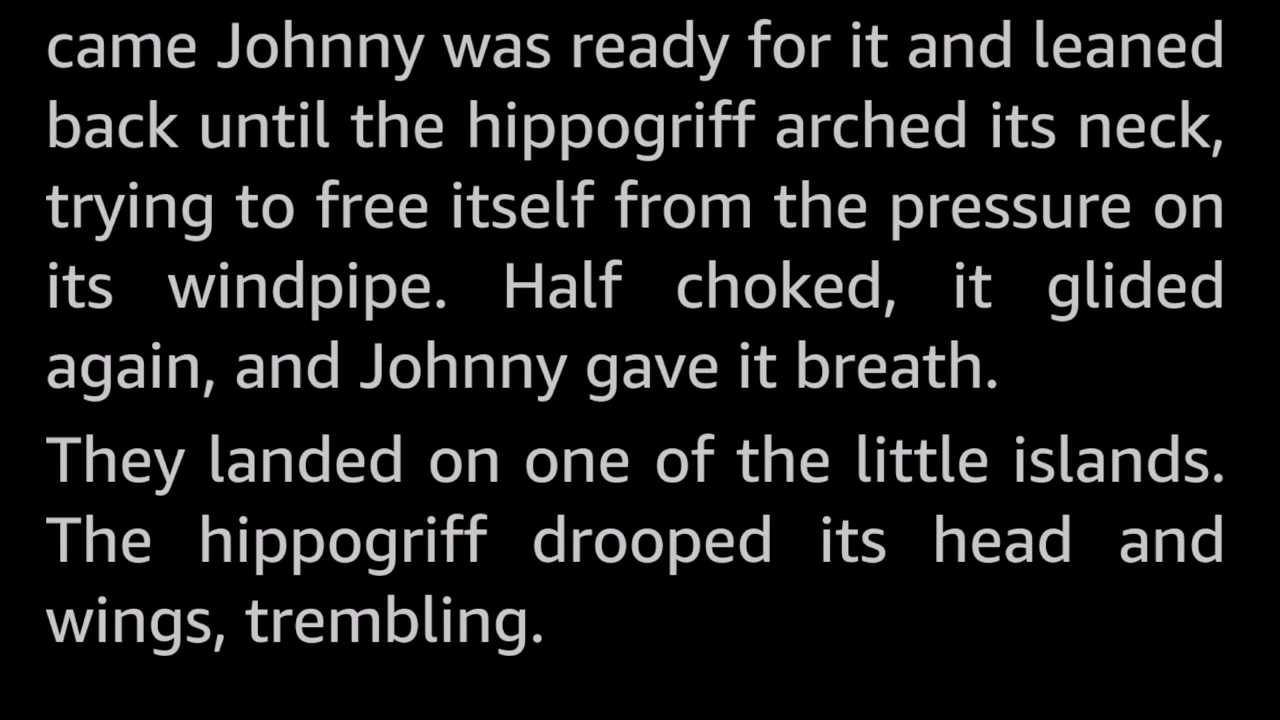 came Johnny was ready for it and leaned
back until the hippogriff arched its neck,
trying to free itself from the pressure on
its windpipe. Half choked, it glided
again, and Johnny gave it breath.
They landed on one of the little islands.
The hippogriff drooped its head and
wings, trembling.